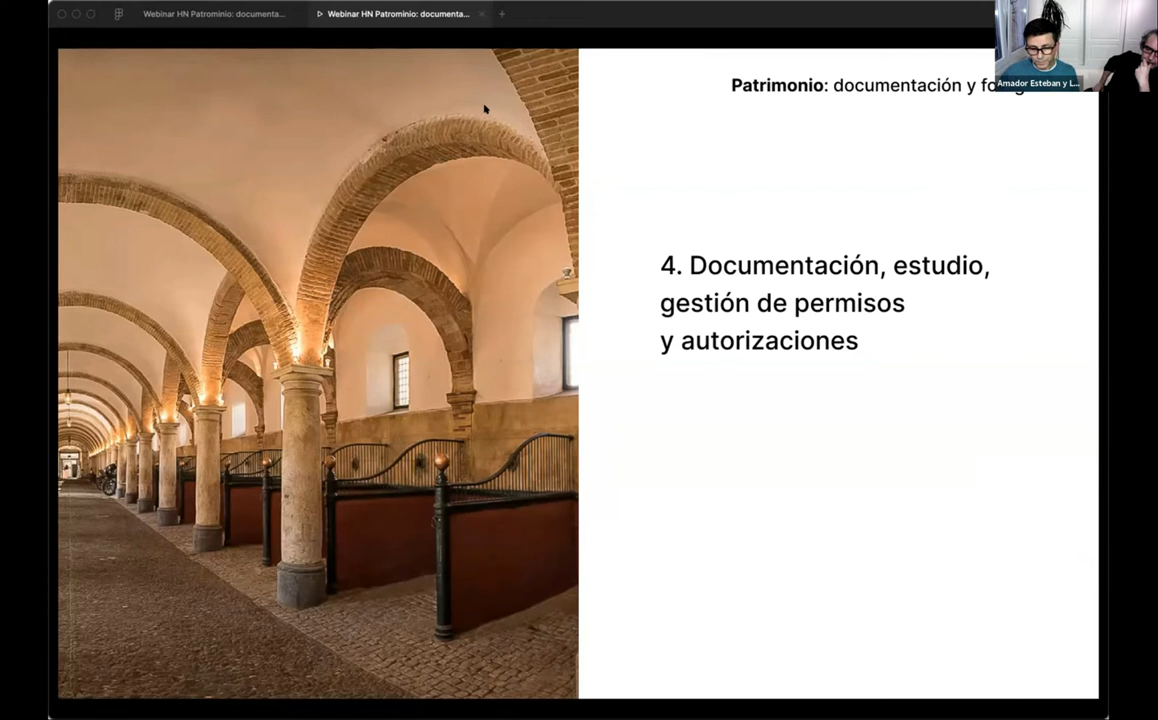 Webinar HN Patrominio: documenta...
Webinar HN Patrominio: documenta...
Amador Esteban y L...
Patrimonio: documentación y
4. Documentación, estudio,
gestión de permisos
y autorizaciones